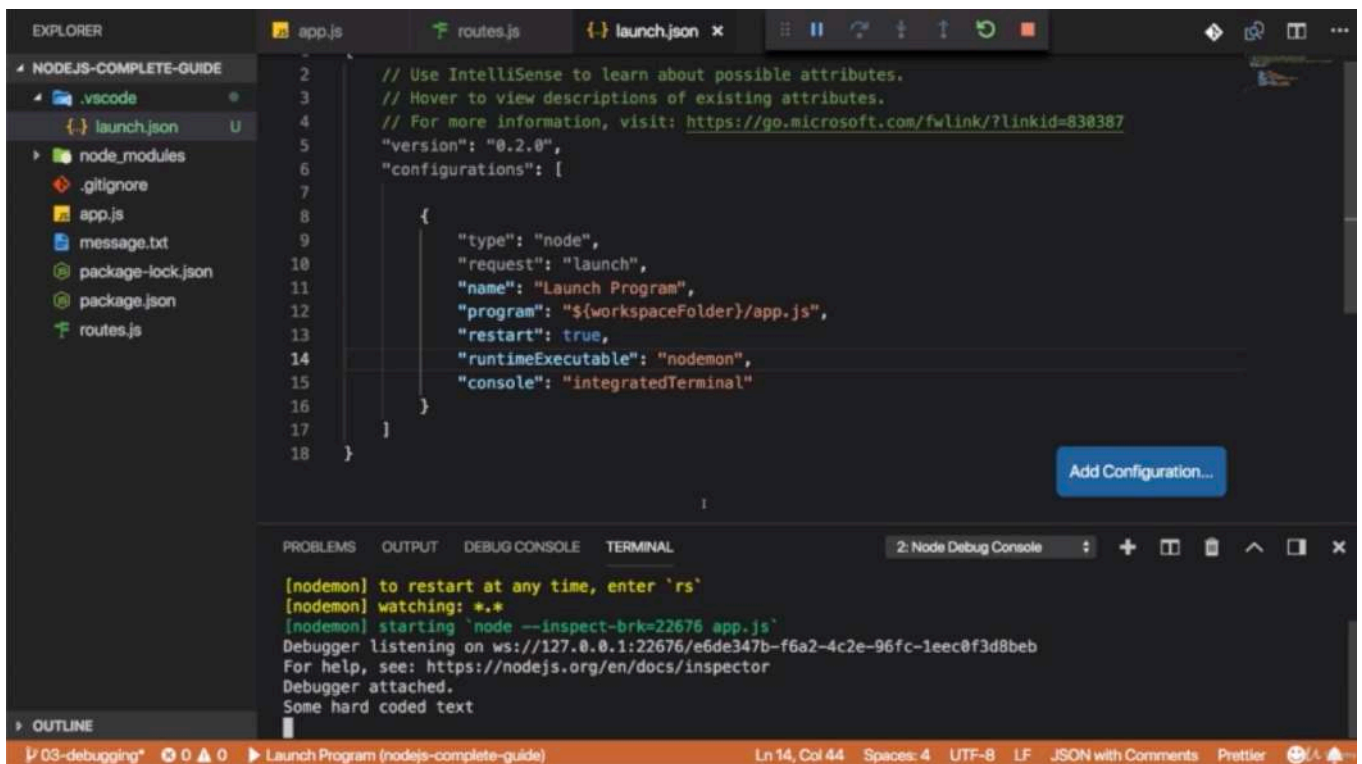 EXPLORER
app.js
routes.js
{..} launch.json ×
NODEJS-COMPLETE-GUIDE
.vscode
{..} launch.json U
node_modules
.gitignore
app.js
message.txt
package-lock.json
package.json
routes.js
2 // Use IntelliSense to learn about possible attributes.
3 // Hover to view descriptions of existing attributes.
4 // For more information, visit: https://go.microsoft.com/fwlink/?linkid=830387
5 "version": "0.2.0",
6 "configurations": [
7
8 {
9 "type": "node",
10 "request": "launch",
11 "name": "Launch Program",
12 "program": "${workspaceFolder}/app.js",
13 "restart": true,
14 "runtimeExecutable": "nodemon",
15 "console": "integratedTerminal"
16 }
17 ]
18 }
Add Configuration...
PROBLEMS OUTPUT DEBUG CONSOLE TERMINAL 2: Node Debug Console
[nodemon] to restart at any time, enter `rs`
[nodemon] watching: *.*
[nodemon] starting `node --inspect-brk=22676 app.js`
Debugger listening on ws://127.0.0.1:22676/e6de347b-f6a2-4c2e-96fc-1eec0f3d8beb
For help, see: https://nodejs.org/en/docs/inspector
Debugger attached.
Some hard coded text
OUTLINE
03-debugging* 0 0 Launch Program (nodejs-complete-guide) Ln 14, Col 44 Spaces: 4 UTF-8 LF JSON with Comments Prettier